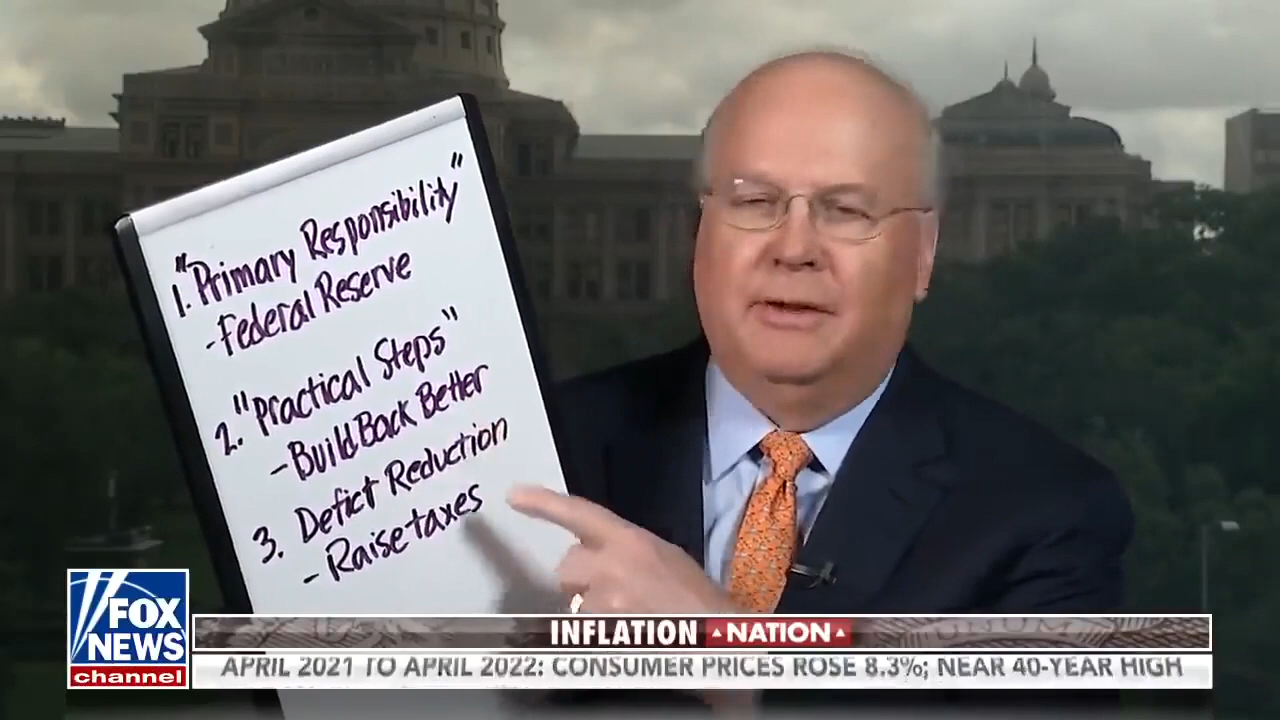 1. "Primary Responsibility"
- Federal Reserve
2. "Practical Steps"
- Build Back Better
3. Deficit Reduction
- Raise taxes
FOX
NEWS
channel
INFLATION NATION
APRIL 2021 TO APRIL 2022: CONSUMER PRICES ROSE 8.3%; NEAR 40-YEAR HIGH